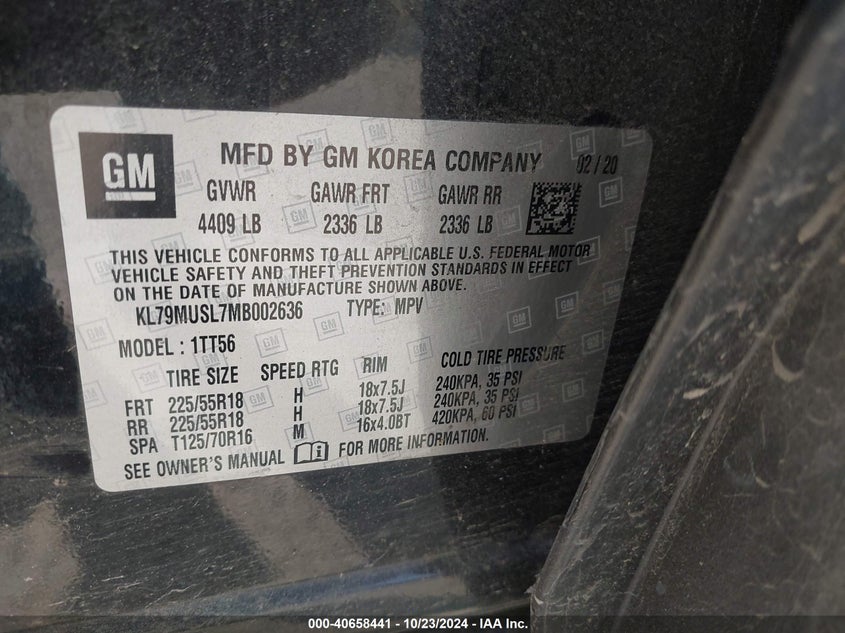 GM
MFD BY GM KOREA COMPANY 02/20
GVWR GAWR FRT GAWR RR
4409 LB 2336 LB 2336 LB
THIS VEHICLE CONFORMS TO ALL APPLICABLE U.S. FEDERAL MOTOR
VEHICLE SAFETY AND THEFT PREVENTION STANDARDS IN EFFECT
ON THE DATE OF MANUFACTURE SHOWN ABOVE.
KL79MUSL7MB002636 TYPE: MPV
MODEL : 1TT56
TIRE SIZE SPEED RTG RIM COLD TIRE PRESSURE
FRT 225/55R18 H 18x7.5J 240KPA, 35 PSI
RR 225/55R18 H 18x7.5J 240KPA, 35 PSI
SPA T125/70R16 M 16x4.0BT 420KPA, 60 PSI
SEE OWNER'S MANUAL FOR MORE INFORMATION.
000-40658441 - 10/23/2024 - IAA Inc.